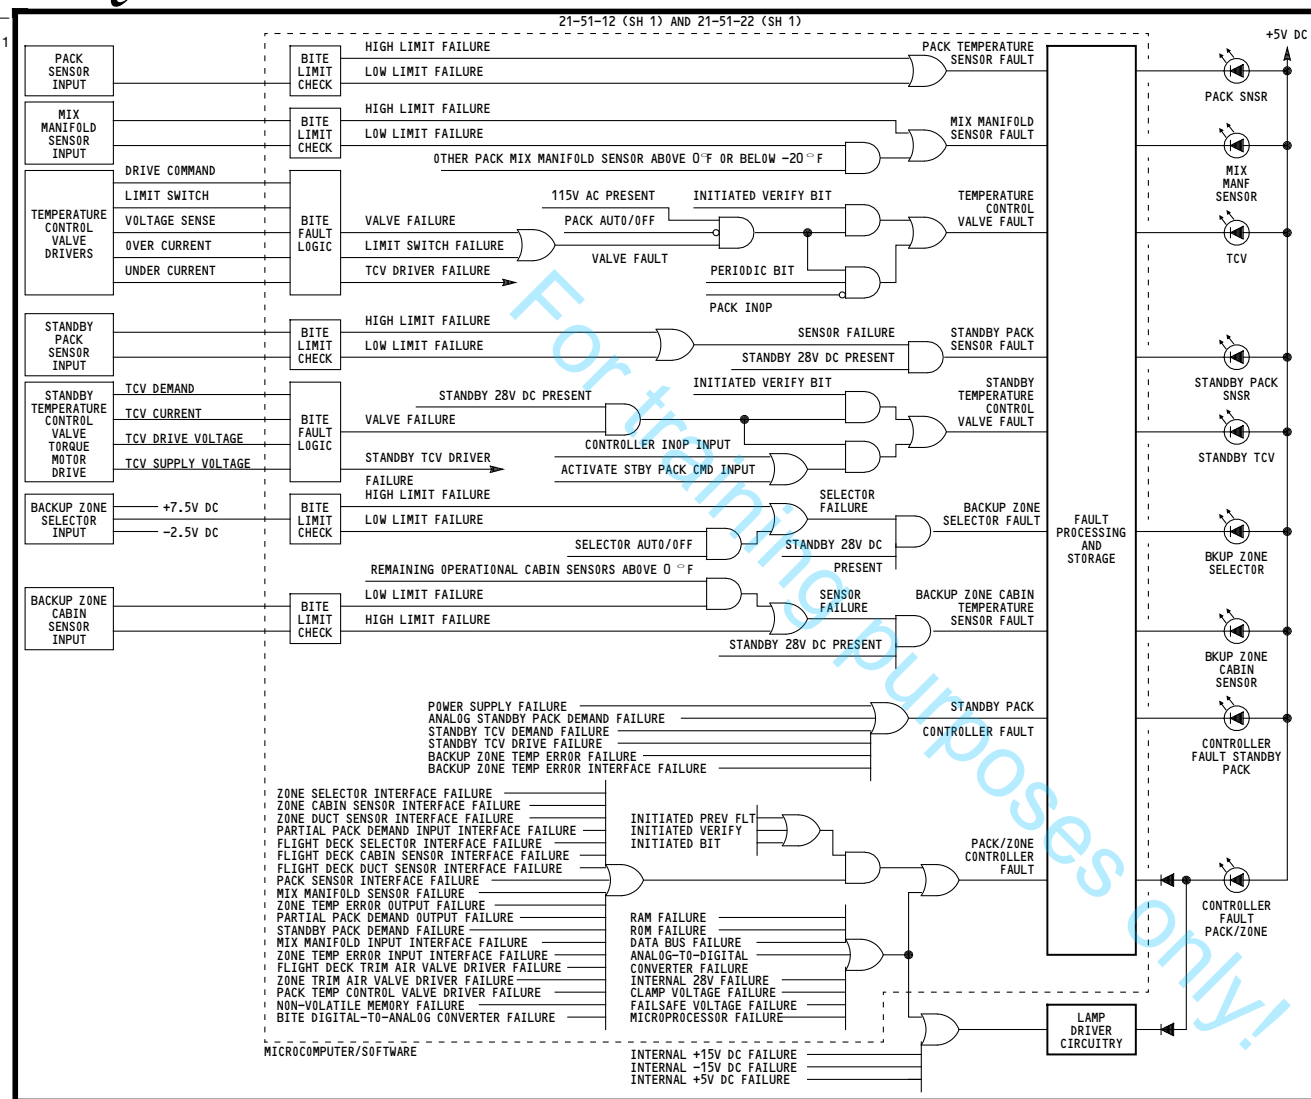 21-51-12 (SH 1) AND 21-51-22 (SH 1)
1
+5V DC
PACK
SENSOR
INPUT
BITE
LIMIT
CHECK
HIGH LIMIT FAILURE
LOW LIMIT FAILURE
PACK TEMPERATURE
SENSOR FAULT
PACK SNSR
MIX
MANIFOLD
SENSOR
INPUT
BITE
LIMIT
CHECK
HIGH LIMIT FAILURE
LOW LIMIT FAILURE
OTHER PACK MIX MANIFOLD SENSOR ABOVE 0°F OR BELOW -20°F
MIX MANIFOLD
SENSOR FAULT
MIX
MANF
SENSOR
TEMPERATURE
CONTROL
VALVE
DRIVERS
DRIVE COMMAND
LIMIT SWITCH
VOLTAGE SENSE
OVER CURRENT
UNDER CURRENT
BITE
FAULT
LOGIC
VALVE FAILURE
LIMIT SWITCH FAILURE
TCV DRIVER FAILURE
115V AC PRESENT
PACK AUTO/OFF
VALVE FAULT
INITIATED VERIFY BIT
PERIODIC BIT
PACK INOP
TEMPERATURE
CONTROL
VALVE FAULT
TCV
STANDBY
PACK
SENSOR
INPUT
BITE
LIMIT
CHECK
HIGH LIMIT FAILURE
LOW LIMIT FAILURE
SENSOR FAILURE
STANDBY 28V DC PRESENT
STANDBY PACK
SENSOR FAULT
STANDBY PACK
SNSR
STANDBY
TEMPERATURE
CONTROL
VALVE
TORQUE
MOTOR
DRIVE
TCV DEMAND
TCV CURRENT
TCV DRIVE VOLTAGE
TCV SUPPLY VOLTAGE
BITE
FAULT
LOGIC
STANDBY 28V DC PRESENT
VALVE FAILURE
STANDBY TCV DRIVER
FAILURE
INITIATED VERIFY BIT
CONTROLLER INOP INPUT
ACTIVATE STBY PACK CMD INPUT
STANDBY
TEMPERATURE
CONTROL
VALVE FAULT
STANDBY TCV
BACKUP ZONE
SELECTOR
INPUT
+7.5V DC
-2.5V DC
BITE
LIMIT
CHECK
HIGH LIMIT FAILURE
LOW LIMIT FAILURE
SELECTOR AUTO/OFF
SELECTOR
FAILURE
STANDBY 28V DC
PRESENT
BACKUP ZONE
SELECTOR FAULT
BKUP ZONE
SELECTOR
FAULT
PROCESSING
AND
STORAGE
BACKUP ZONE
CABIN
SENSOR
INPUT
BITE
LIMIT
CHECK
REMAINING OPERATIONAL CABIN SENSORS ABOVE 0 °F
LOW LIMIT FAILURE
HIGH LIMIT FAILURE
SENSOR
FAILURE
STANDBY 28V DC PRESENT
BACKUP ZONE CABIN
TEMPERATURE
SENSOR FAULT
BKUP ZONE
CABIN
SENSOR
POWER SUPPLY FAILURE
ANALOG STANDBY PACK DEMAND FAILURE
STANDBY TCV DEMAND FAILURE
STANDBY TCV DRIVE FAILURE
BACKUP ZONE TEMP ERROR FAILURE
BACKUP ZONE TEMP ERROR INTERFACE FAILURE
STANDBY PACK
CONTROLLER FAULT
CONTROLLER
FAULT STANDBY
PACK
ZONE SELECTOR INTERFACE FAILURE
ZONE CABIN SENSOR INTERFACE FAILURE
ZONE DUCT SENSOR INTERFACE FAILURE
PARTIAL PACK DEMAND INPUT INTERFACE FAILURE
FLIGHT DECK SELECTOR INTERFACE FAILURE
FLIGHT DECK CABIN SENSOR INTERFACE FAILURE
FLIGHT DECK DUCT SENSOR INTERFACE FAILURE
PACK SENSOR INTERFACE FAILURE
MIX MANIFOLD SENSOR FAILURE
ZONE TEMP ERROR OUTPUT FAILURE
PARTIAL PACK DEMAND OUTPUT FAILURE
STANDBY PACK DEMAND FAILURE
MIX MANIFOLD INPUT INTERFACE FAILURE
ZONE TEMP ERROR INPUT INTERFACE FAILURE
FLIGHT DECK TRIM AIR VALVE DRIVER FAILURE
ZONE TRIM AIR VALVE DRIVER FAILURE
PACK TEMP CONTROL VALVE DRIVER FAILURE
NON-VOLATILE MEMORY FAILURE
BITE DIGITAL-TO-ANALOG CONVERTER FAILURE
INITIATED PREV FLT
INITIATED VERIFY
INITIATED BIT
RAM FAILURE
ROM FAILURE
DATA BUS FAILURE
ANALOG-TO-DIGITAL
CONVERTER FAILURE
INTERNAL 28V FAILURE
CLAMP VOLTAGE FAILURE
FAILSAFE VOLTAGE FAILURE
MICROPROCESSOR FAILURE
PACK/ZONE
CONTROLLER
FAULT
CONTROLLER
FAULT
PACK/ZONE
LAMP
DRIVER
CIRCUITRY
MICROCOMPUTER/SOFTWARE
INTERNAL +15V DC FAILURE
INTERNAL -15V DC FAILURE
INTERNAL +5V DC FAILURE
For training purposes only!